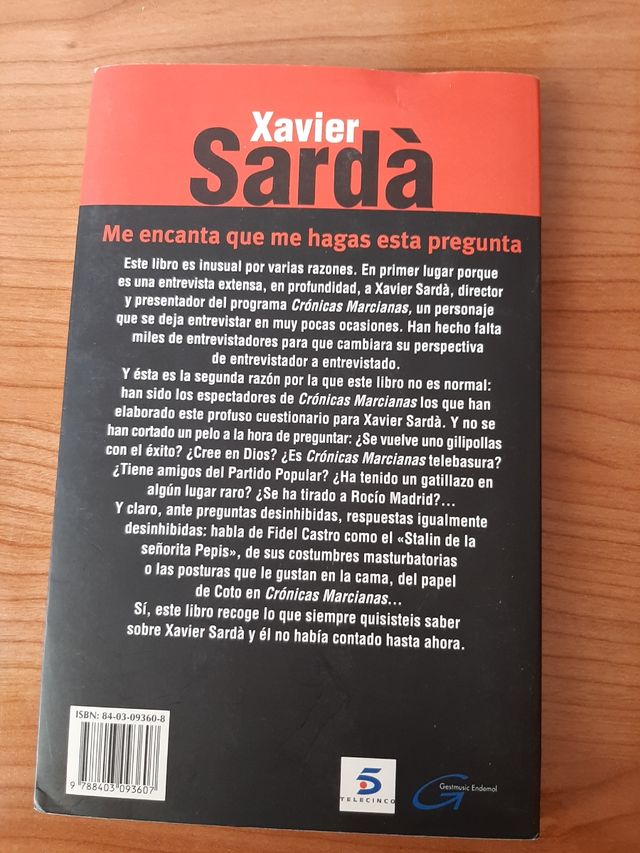 Xavier
Sardà
Me encanta que me hagas esta pregunta
Este libro es inusual por varias razones. En primer lugar porque
es una entrevista extensa, en profundidad, a Xavier Sardà, director
y presentador del programa Crónicas Marcianas, un personaje
que se deja entrevistar en muy pocas ocasiones. Han hecho falta
miles de entrevistadores para que cambiara su perspectiva
de entrevistador a entrevistado.
Y ésta es la segunda razón por la que este libro no es normal:
han sido los espectadores de Crónicas Marcianas los que han
elaborado este profuso cuestionario para Xavier Sardà. Y no se
han cortado un pelo a la hora de preguntar: ¿Se vuelve uno gilipollas
con el éxito? ¿Cree en Dios? ¿Es Crónicas Marcianas telebasura?
¿Tiene amigos del Partido Popular? ¿Ha tenido un gatillazo en
algún lugar raro? ¿Se ha tirado a Rocío Madrid?...
Y claro, ante preguntas desinhibidas, respuestas igualmente
desinhibidas: habla de Fidel Castro como el «Stalin de la
señorita Pepis», de sus costumbres masturbatorias
o las posturas que le gustan en la cama, del papel
de Coto en Crónicas Marcianas...
Sí, este libro recoge lo que siempre quisisteis saber
sobre Xavier Sardà y él no había contado hasta ahora.
ISBN: 84-03-09360-8
9 788403 093607
5
TELECINCO
G
Gestmusic Endemol